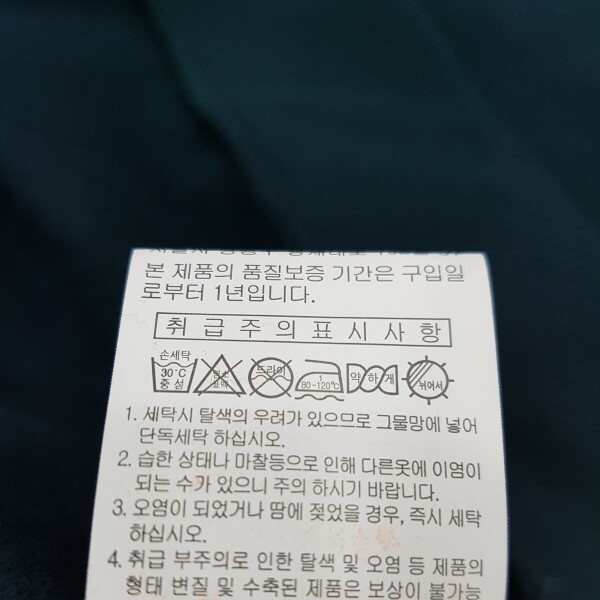 본 제품의 품질보증 기간은 구입일
로부터 1년입니다.
취급주의표시사항
손세탁
30°C
중성
염소
표백
드라이
1
80~120°C
약하게
뉘어서
1. 세탁시 탈색의 우려가 있으므로 그물망에 넣어
단독세탁 하십시오.
2. 습한 상태나 마찰등으로 인해 다른옷에 이염이
되는 수가 있으니 주의 하시기 바랍니다.
3. 오염이 되었거나 땀에 젖었을 경우, 즉시 세탁
하십시오.
4. 취급 부주의로 인한 탈색 및 오염 등 제품의
형태 변질 및 수축된 제품은 보상이 불가능